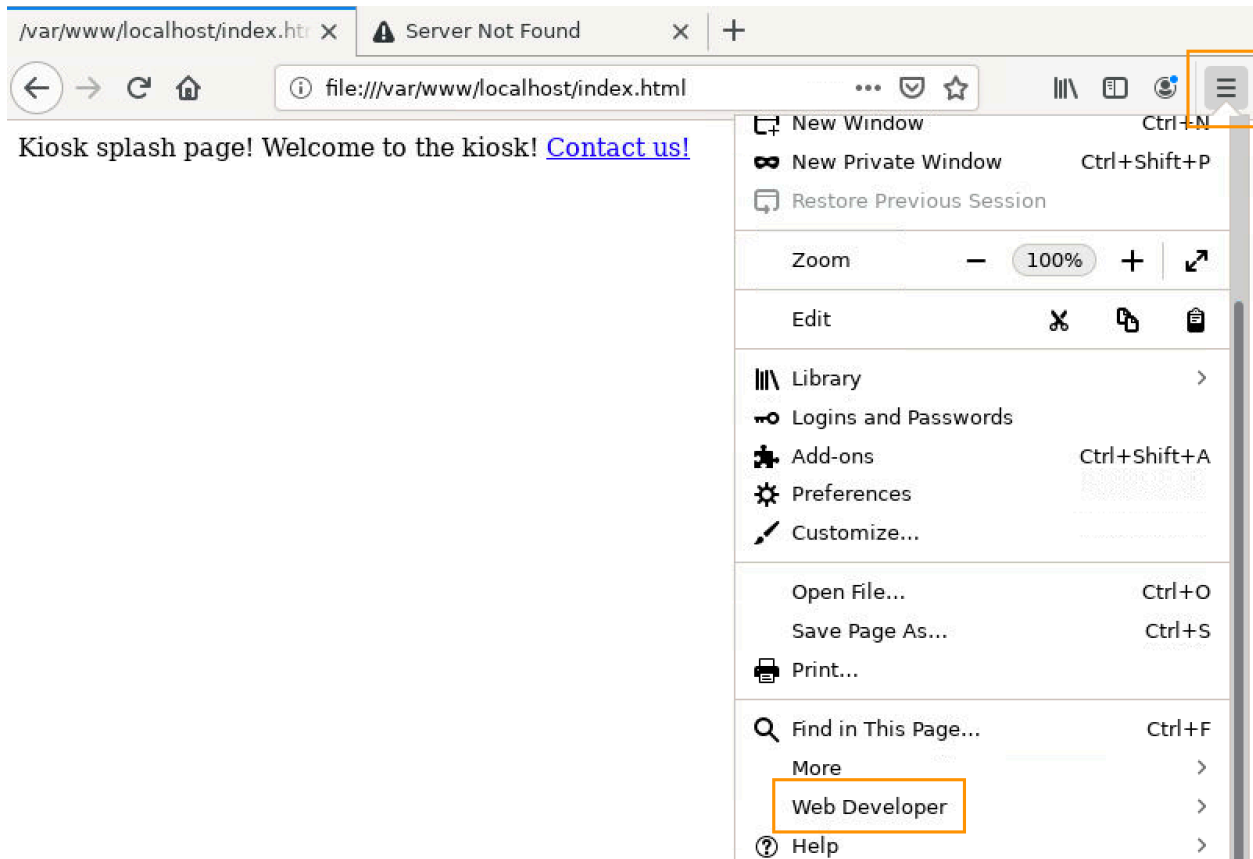 /var/www/localhost/index.htr Server Not Found
file:///var/www/localhost/index.html
Kiosk splash page! Welcome to the kiosk! Contact us!
New Window Ctrl+N
New Private Window Ctrl+Shift+P
Restore Previous Session
Zoom 100%
Edit
Library
Logins and Passwords
Add-ons Ctrl+Shift+A
Preferences
Customize...
Open File... Ctrl+O
Save Page As... Ctrl+S
Print...
Find in This Page... Ctrl+F
More
Web Developer
Help